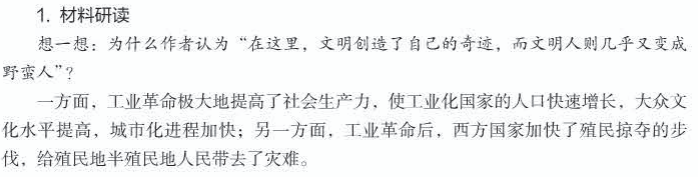 1. 材料研读
想一想：为什么作者认为“在这里，文明创造了自己的奇迹，而文明人则几乎又变成
野蛮人”？
一方面，工业革命极大地提高了社会生产力，使工业化国家的人口快速增长，大众文
化水平提高，城市化进程加快；另一方面，工业革命后，西方国家加快了殖民掠夺的步
伐，给殖民地半殖民地人民带去了灾难。